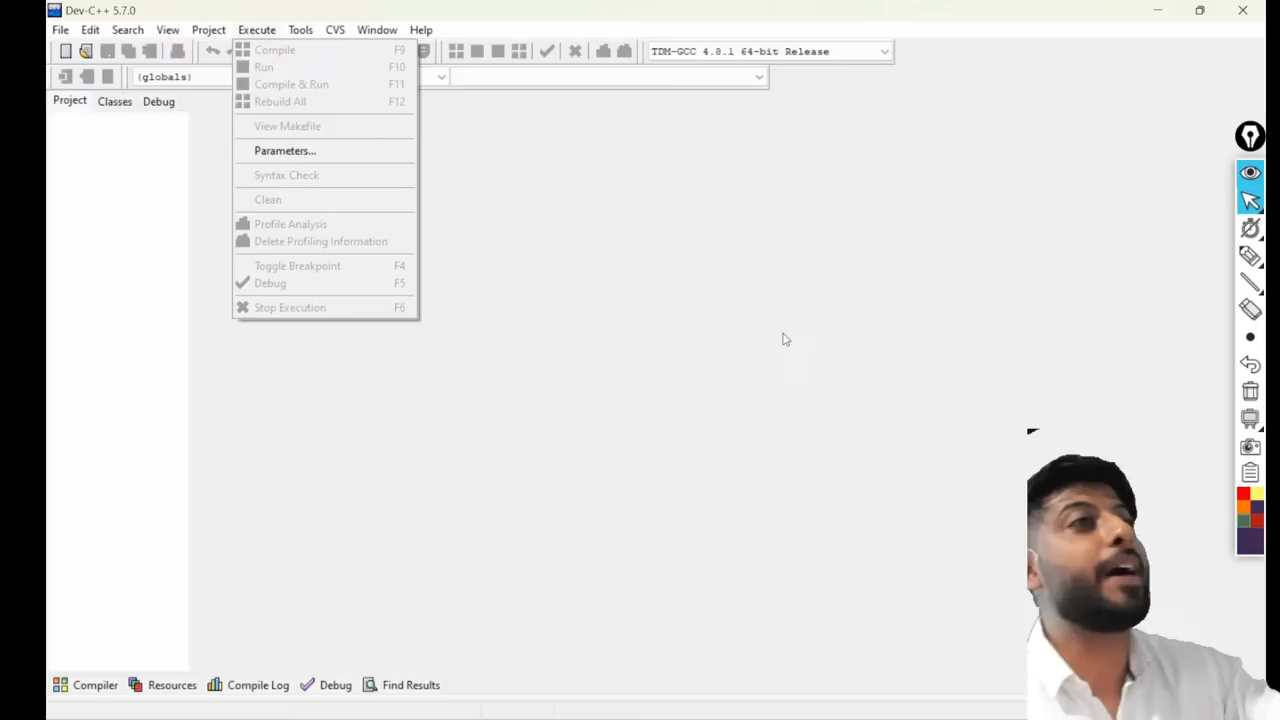 Dev-C++ 5.7.0
File Edit Search View Project Execute Tools CVS Window Help
TDM-GCC 4.8.1 64-bit Release
(globals)
Project Classes Debug
Compile F9
Run F10
Compile & Run F11
Rebuild All F12
View Makefile
Parameters...
Syntax Check
Clean
Profile Analysis
Delete Profiling Information
Toggle Breakpoint F4
Debug F5
Stop Execution F6
Compiler Resources Compile Log Debug Find Results